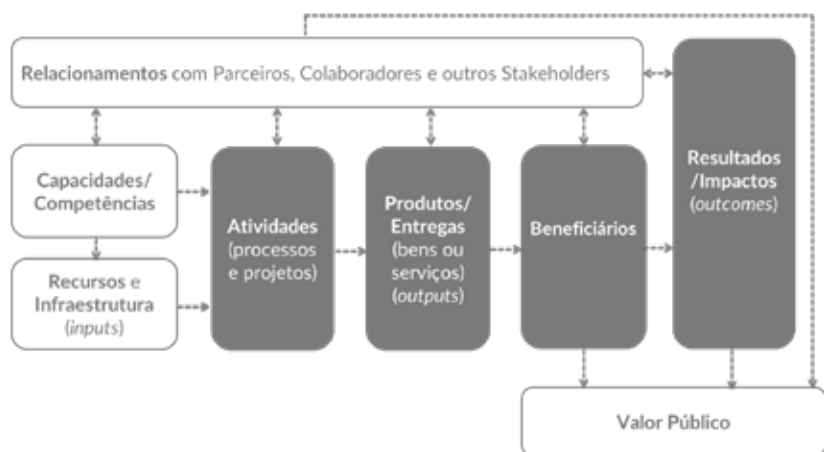 Relacionamentos com Parceiros, Colaboradores e outros Stakeholders
Capacidades/
Competências
Recursos e
Infraestrutura
(inputs)
Atividades
(processos
e projetos)
Produtos/
Entregas
(bens ou
serviços)
(outputs)
Beneficiários
Resultados
/Impactos
(outcomes)
Valor Público